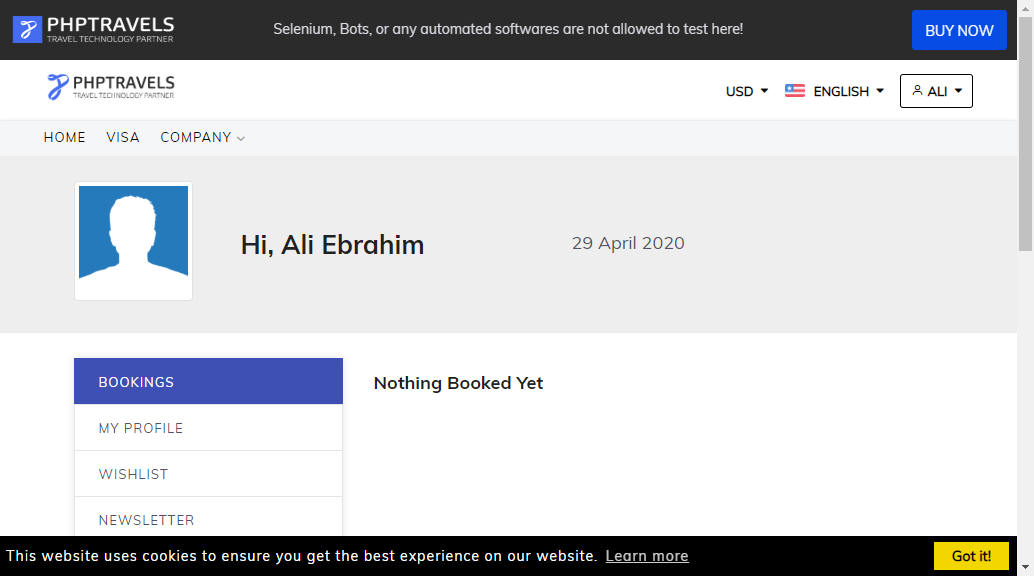 PHPTRAVELS
TRAVEL TECHNOLOGY PARTNER
Selenium, Bots, or any automated softwares are not allowed to test here!
BUY NOW
PHPTRAVELS
TRAVEL TECHNOLOGY PARTNER
USD
ENGLISH
ALI
HOME VISA COMPANY
Hi, Ali Ebrahim
29 April 2020
BOOKINGS
MY PROFILE
WISHLIST
NEWSLETTER
Nothing Booked Yet
This website uses cookies to ensure you get the best experience on our website. Learn more
Got it!